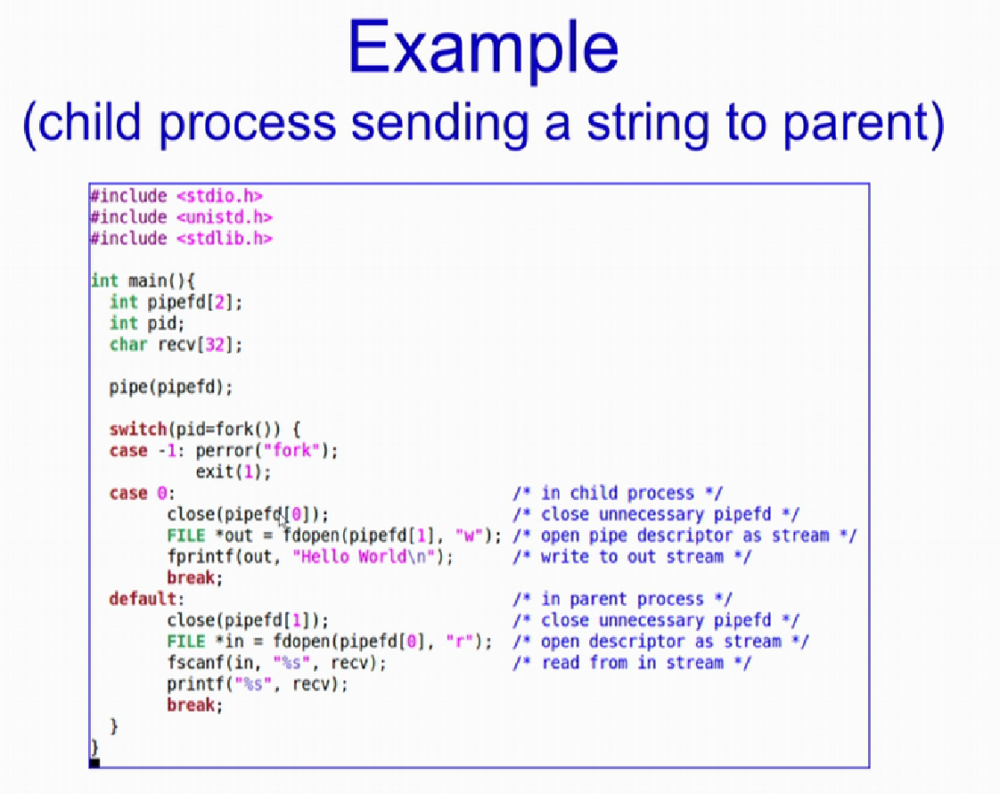 Example
(child process sending a string to parent)
#include <stdio.h>
#include <unistd.h>
#include <stdlib.h>
int main(){
int pipefd[2];
int pid;
char recv[32];
pipe(pipefd);
switch(pid=fork()) {
case -1: perror("fork");
exit(1);
case 0: /* in child process */
close(pipefd[0]); /* close unnecessary pipefd */
FILE *out = fdopen(pipefd[1], "w"); /* open pipe descriptor as stream */
fprintf(out, "Hello World\n"); /* write to out stream */
break;
default: /* in parent process */
close(pipefd[1]); /* close unnecessary pipefd */
FILE *in = fdopen(pipefd[0], "r"); /* open descriptor as stream */
fscanf(in, "%s", recv); /* read from in stream */
printf("%s", recv);
break;
}
}